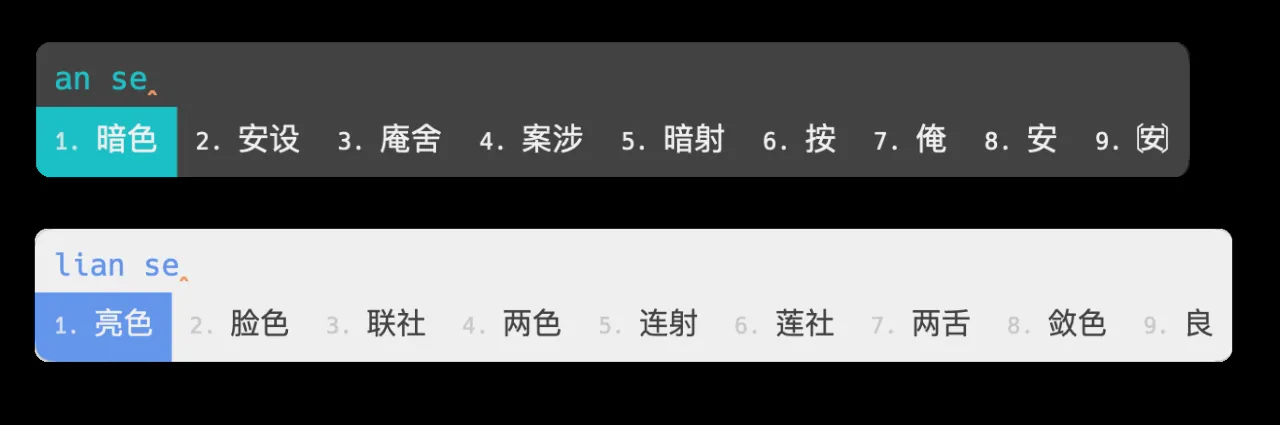 an se‸
1. 暗色 2. 安设 3. 庵舍 4. 案涉 5. 暗射 6. 按 7. 俺 8. 安 9. 〔安〕
lian se‸
1. 亮色 2. 脸色 3. 联社 4. 两色 5. 连射 6. 莲社 7. 两舌 8. 敛色 9. 良